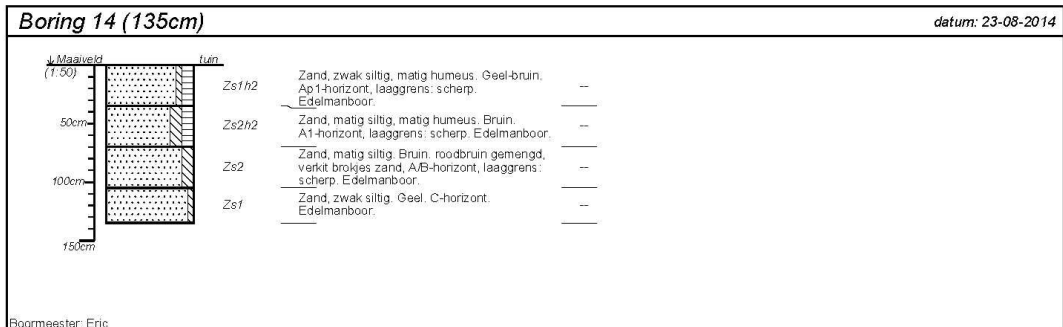 Boring 14 (135cm)
datum: 23-08-2014
↓ Maaiveld
tuin
(1:50)
Zs1h2
Zand, zwak siltig, matig humeus. Geel-bruin.
Ap1-horizont, laaggrens: scherp.
Edelmanboor.
--
50cm
Zs2h2
Zand, matig siltig, matig humeus. Bruin.
A1-horizont, laaggrens: scherp. Edelmanboor.
--
Zs2
Zand, matig siltig. Bruin. roodbruin gemengd,
verkit brokjes zand, A/B-horizont, laaggrens:
scherp. Edelmanboor.
--
100cm
Zs1
Zand, zwak siltig. Geel. C-horizont.
Edelmanboor.
--
150cm
Boormeester: Eric